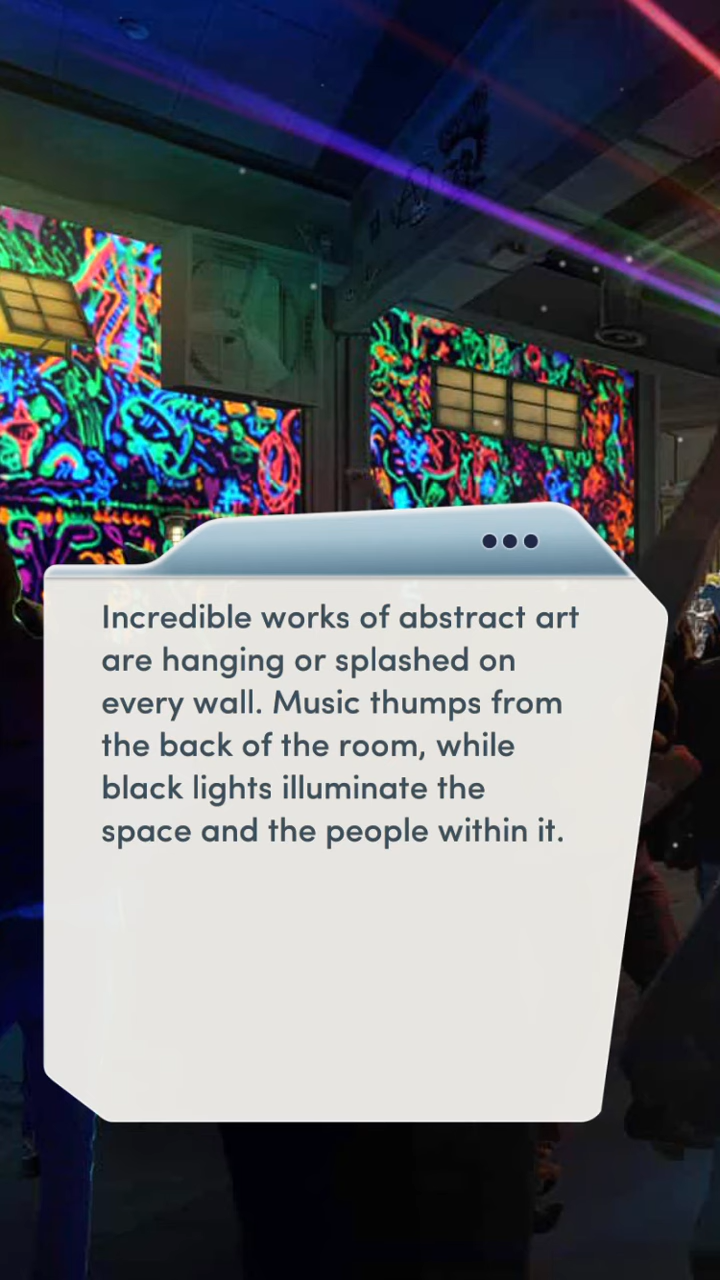 Incredible works of abstract art
are hanging or splashed on
every wall. Music thumps from
the back of the room, while
black lights illuminate the
space and the people within it.